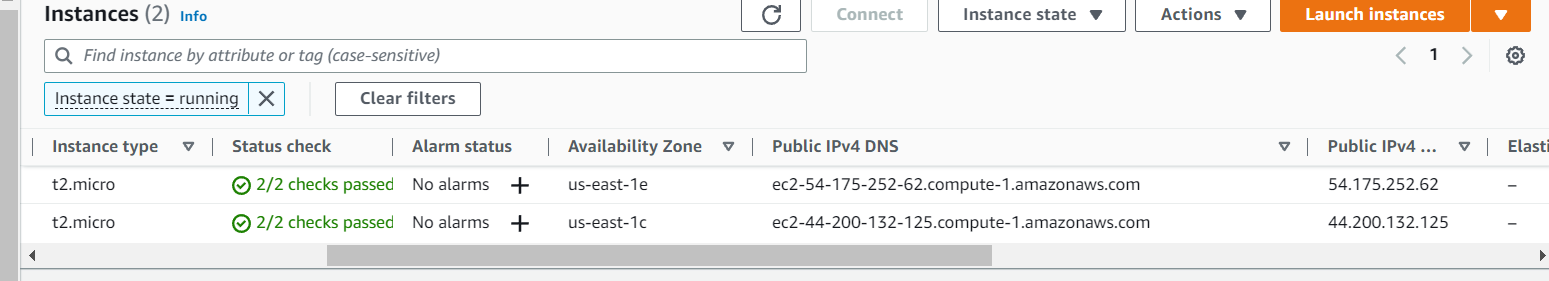 Instances (2) Info Connect Instance state Actions Launch instances
Find instance by attribute or tag (case-sensitive) 1
Instance state = running Clear filters
Instance type Status check Alarm status Availability Zone Public IPv4 DNS Public IPv4 ... Elasti
t2.micro 2/2 checks passed No alarms + us-east-1e ec2-54-175-252-62.compute-1.amazonaws.com 54.175.252.62 –
t2.micro 2/2 checks passed No alarms + us-east-1c ec2-44-200-132-125.compute-1.amazonaws.com 44.200.132.125 –